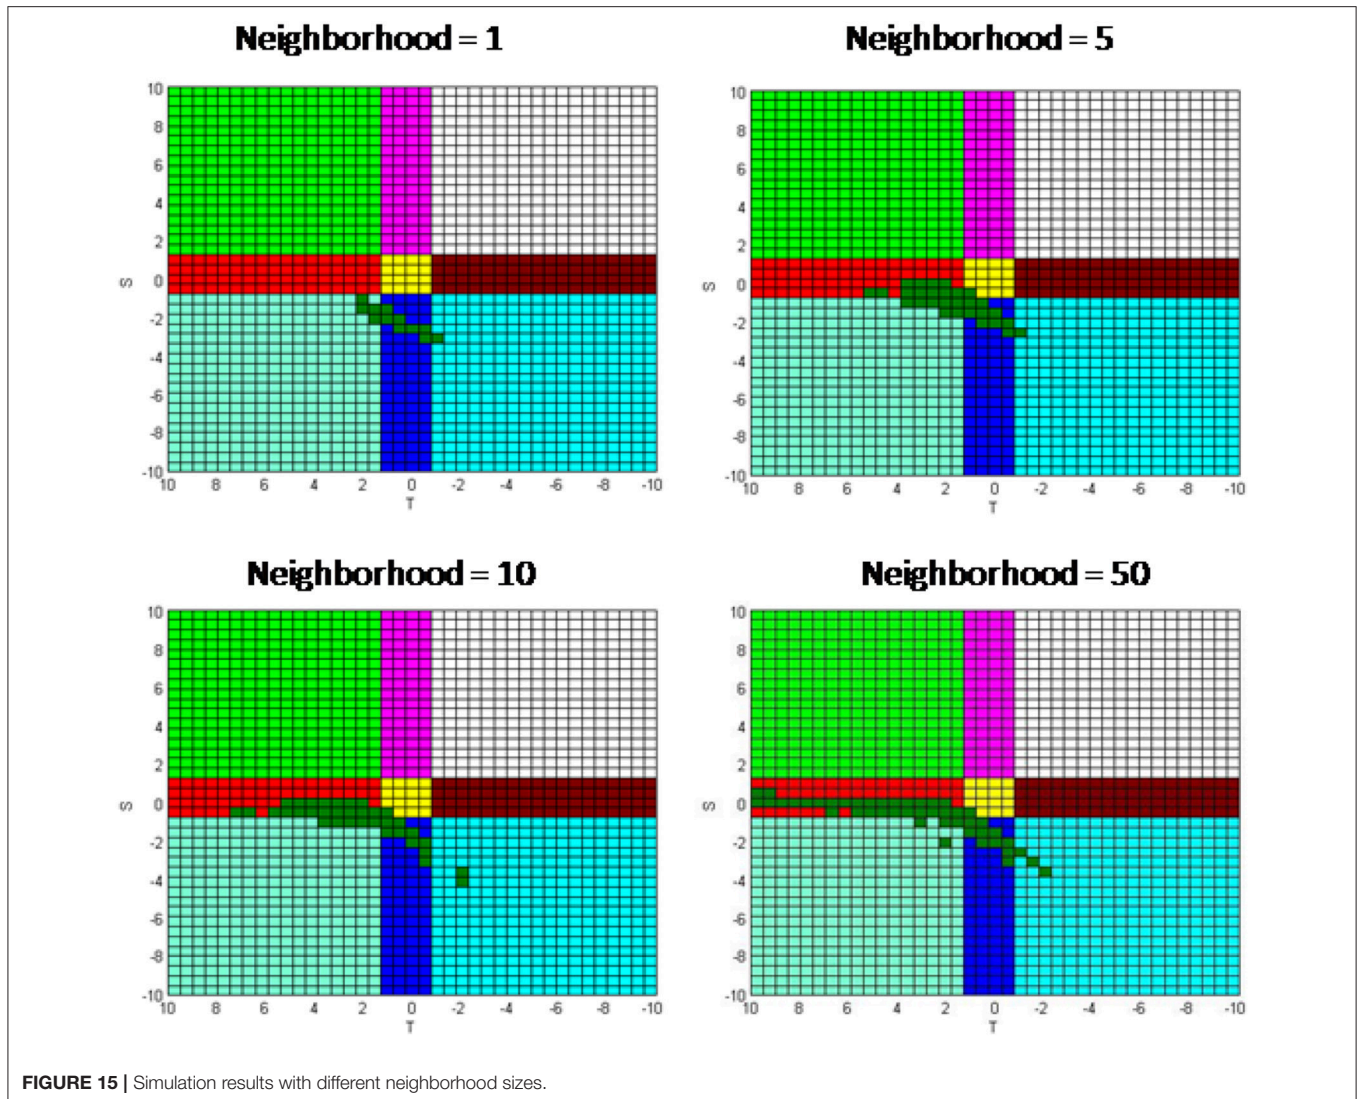 Neighborhood = 1
10
8
6
4
2
0
-2
-4
-6
-8
-10
S
10 8 6 4 2 0 -2 -4 -6 -8 -10
T
Neighborhood = 5
10
8
6
4
2
0
-2
-4
-6
-8
-10
S
10 8 6 4 2 0 -2 -4 -6 -8 -10
T
Neighborhood = 10
10
8
6
4
2
0
-2
-4
-6
-8
-10
S
10 8 6 4 2 0 -2 -4 -6 -8 -10
T
Neighborhood = 50
10
8
6
4
2
0
-2
-4
-6
-8
-10
S
10 8 6 4 2 0 -2 -4 -6 -8 -10
T
FIGURE 15 | Simulation results with different neighborhood sizes.